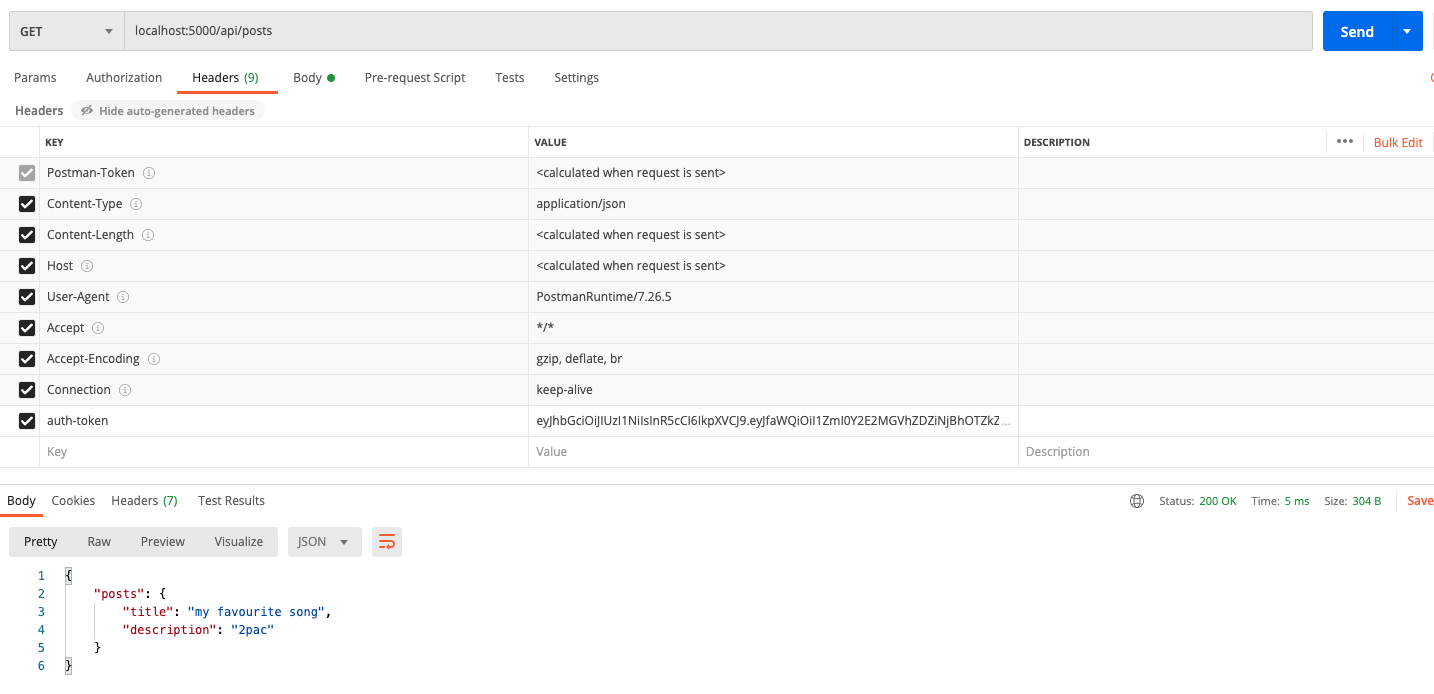 GET localhost:5000/api/posts Send
Params Authorization Headers (9) Body Pre-request Script Tests Settings
Headers Hide auto-generated headers
KEY VALUE DESCRIPTION ••• Bulk Edit
Postman-Token <calculated when request is sent>
Content-Type application/json
Content-Length <calculated when request is sent>
Host <calculated when request is sent>
User-Agent PostmanRuntime/7.26.5
Accept */*
Accept-Encoding gzip, deflate, br
Connection keep-alive
auth-token eyJhbGciOiJIUzI1NiIsInR5cCI6IkpXVCJ9.eyJfaWQiOiI1ZmI0Y2E2MGVhZDZiNjBhOTZkZ...
Key Value Description
Body Cookies Headers (7) Test Results Status: 200 OK Time: 5 ms Size: 304 B Save
Pretty Raw Preview Visualize JSON
1 {
2 "posts": {
3 "title": "my favourite song",
4 "description": "2pac"
5 }
6 }